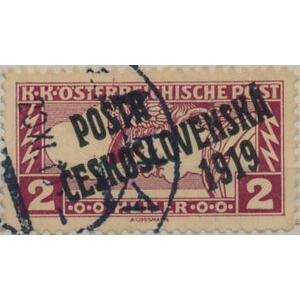 K·K·ÖSTERREICHISCHE POST
POŠTA
ČESKOSLOVENSKÁ
1919
2 2
HELLER